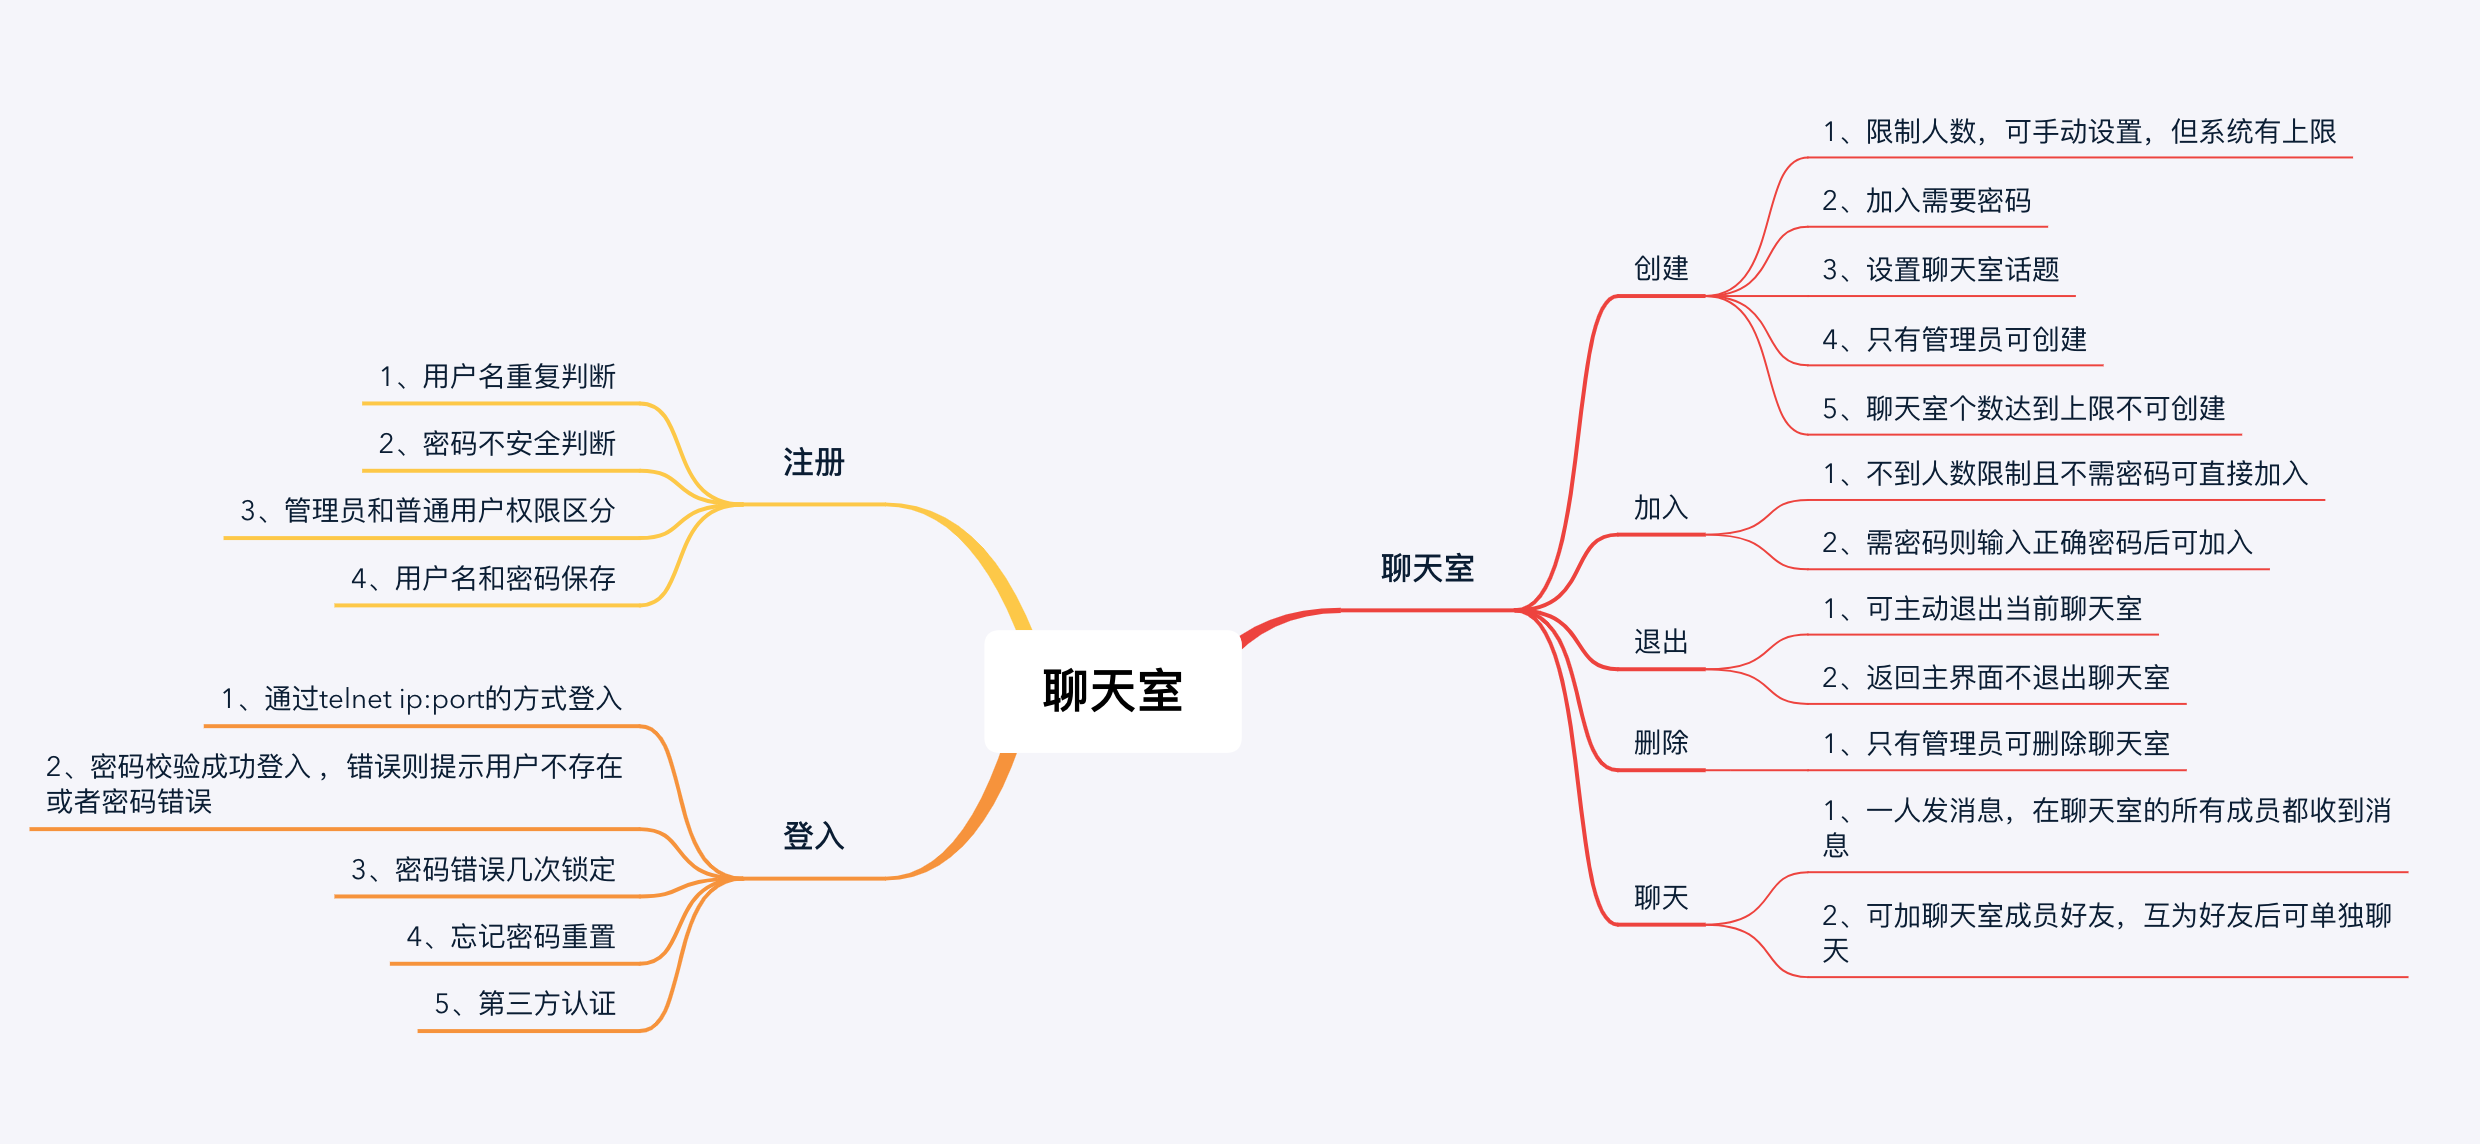 聊天室
注册
1、用户名重复判断
2、密码不安全判断
3、管理员和普通用户权限区分
4、用户名和密码保存
登入
1、通过telnet ip:port的方式登入
2、密码校验成功登入 ，错误则提示用户不存在
或者密码错误
3、密码错误几次锁定
4、忘记密码重置
5、第三方认证
聊天室
创建
1、限制人数，可手动设置，但系统有上限
2、加入需要密码
3、设置聊天室话题
4、只有管理员可创建
5、聊天室个数达到上限不可创建
加入
1、不到人数限制且不需密码可直接加入
2、需密码则输入正确密码后可加入
退出
1、可主动退出当前聊天室
2、返回主界面不退出聊天室
删除
1、只有管理员可删除聊天室
聊天
1、一人发消息，在聊天室的所有成员都收到消
息
2、可加聊天室成员好友，互为好友后可单独聊
天